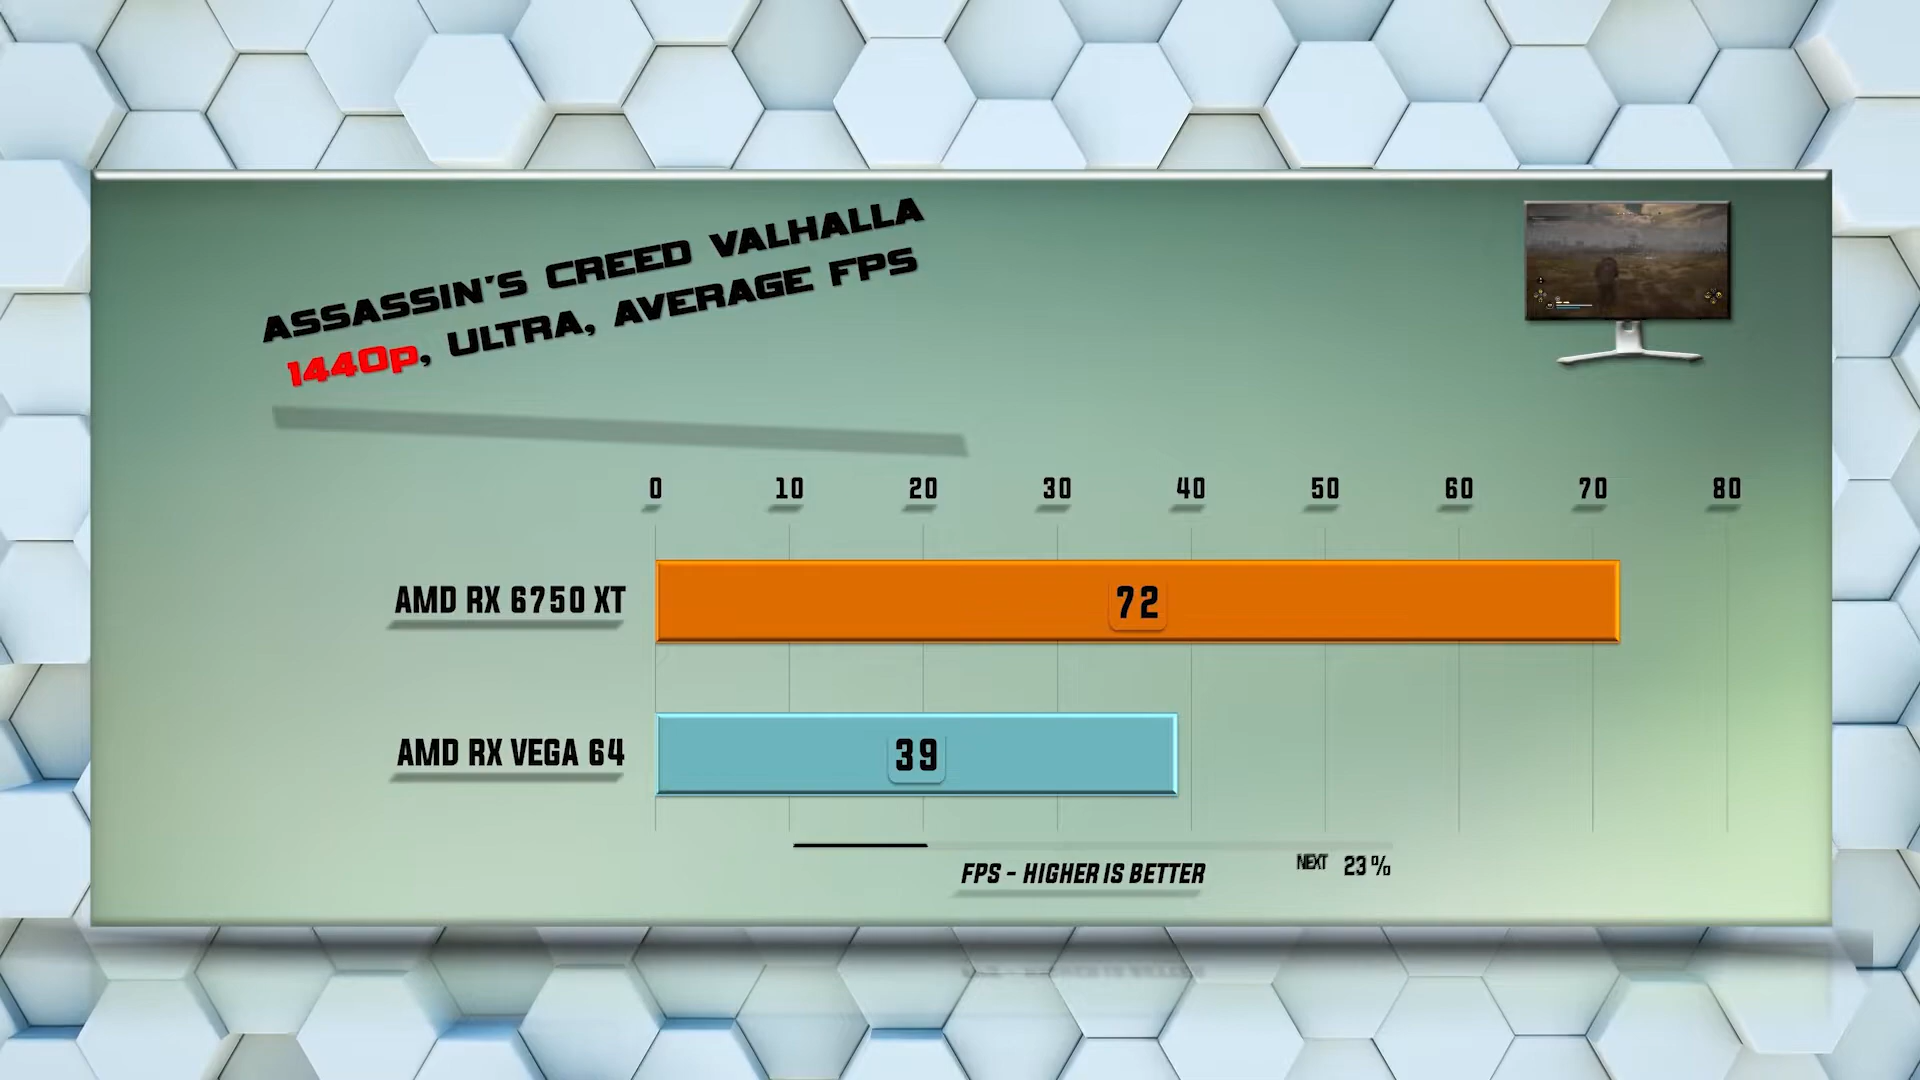 ASSASSIN'S CREED VALHALLA
1440p, ULTRA, AVERAGE FPS
0 10 20 30 40 50 60 70 80
AMD RX 6750 XT 72
AMD RX VEGA 64 39
FPS - HIGHER IS BETTER
NEXT 23%